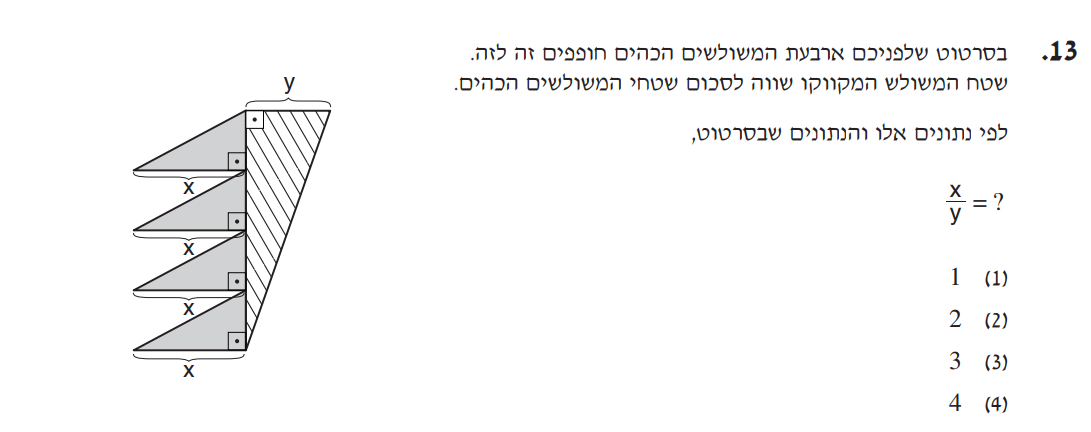 13. בסרטוט שלפניכם ארבעת המשולשים הכהים חופפים זה לזה.
שטח המשולש המקווקו שווה לסכום שטחי המשולשים הכהים.
לפי נתונים אלו והנתונים שבסרטוט,
x/y = ?
(1) 1
(2) 2
(3) 3
(4) 4
y
x
x
x
x